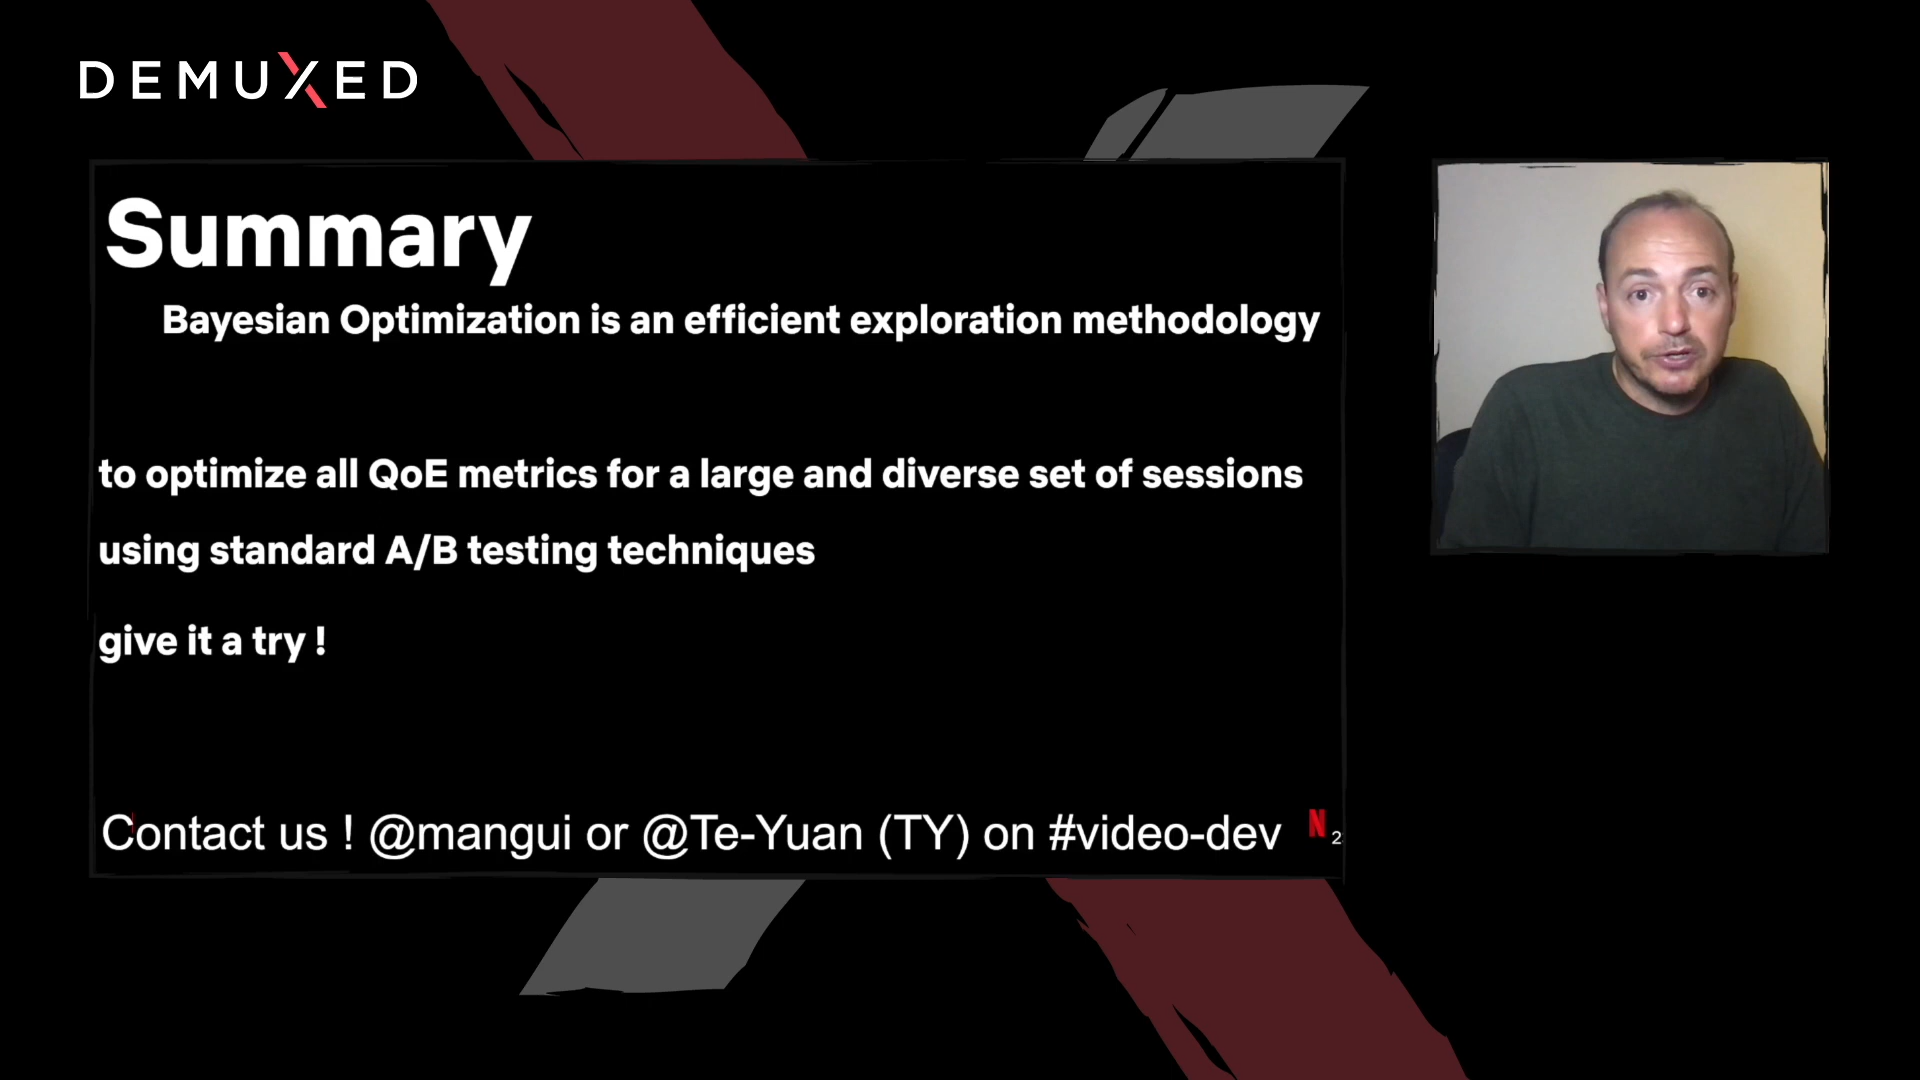 DEMUXED
Summary
Bayesian Optimization is an efficient exploration methodology
to optimize all QoE metrics for a large and diverse set of sessions
using standard A/B testing techniques
give it a try !
Contact us ! @mangui or @Te-Yuan (TY) on #video-dev
N 2